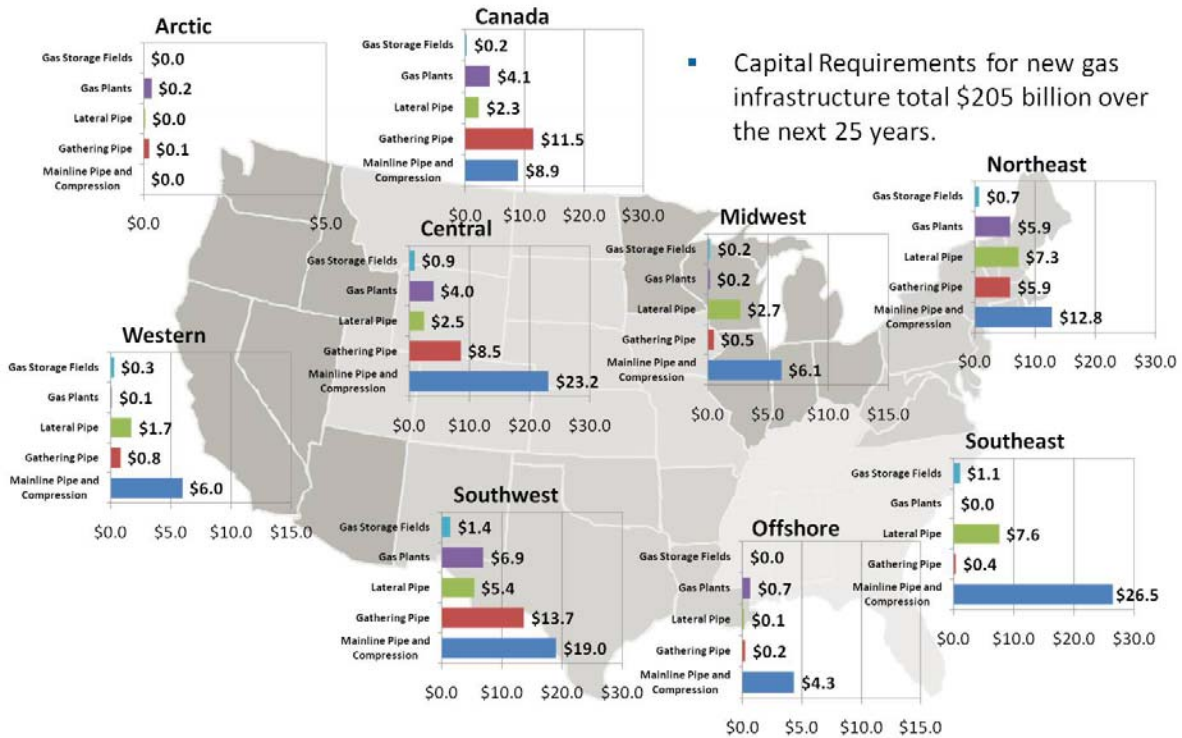 Arctic
Gas Storage Fields $0.0
Gas Plants $0.2
Lateral Pipe $0.0
Gathering Pipe $0.1
Mainline Pipe and
Compression $0.0
$0.0 $5.0
Canada
Gas Storage Fields $0.2
Gas Plants $4.1
Lateral Pipe $2.3
Gathering Pipe $11.5
Mainline Pipe and
Compression $8.9
$0.0 $10.0 $20.0 $30.0
▪ Capital Requirements for new gas
infrastructure total $205 billion over
the next 25 years.
Northeast
Gas Storage Fields $0.7
Gas Plants $5.9
Lateral Pipe $7.3
Gathering Pipe $5.9
Mainline Pipe and
Compression $12.8
$0.0 $10.0 $20.0 $30.0
Central
Gas Storage Fields $0.9
Gas Plants $4.0
Lateral Pipe $2.5
Gathering Pipe $8.5
Mainline Pipe and
Compression $23.2
$0.0 $10.0 $20.0 $30.0
Midwest
Gas Storage Fields $0.2
Gas Plants $0.2
Lateral Pipe $2.7
Gathering Pipe $0.5
Mainline Pipe and
Compression $6.1
$0.0 $5.0 $10.0 $15.0
Western
Gas Storage Fields $0.3
Gas Plants $0.1
Lateral Pipe $1.7
Gathering Pipe $0.8
Mainline Pipe and
Compression $6.0
$0.0 $5.0 $10.0 $15.0
Southwest
Gas Storage Fields $1.4
Gas Plants $6.9
Lateral Pipe $5.4
Gathering Pipe $13.7
Mainline Pipe and
Compression $19.0
$0.0 $10.0 $20.0 $30.0
Offshore
Gas Storage Fields $0.0
Gas Plants $0.7
Lateral Pipe $0.1
Gathering Pipe $0.2
Mainline Pipe and
Compression $4.3
$0.0 $5.0 $10.0 $15.0
Southeast
Gas Storage Fields $1.1
Gas Plants $0.0
Lateral Pipe $7.6
Gathering Pipe $0.4
Mainline Pipe and
Compression $26.5
$0.0 $10.0 $20.0 $30.0